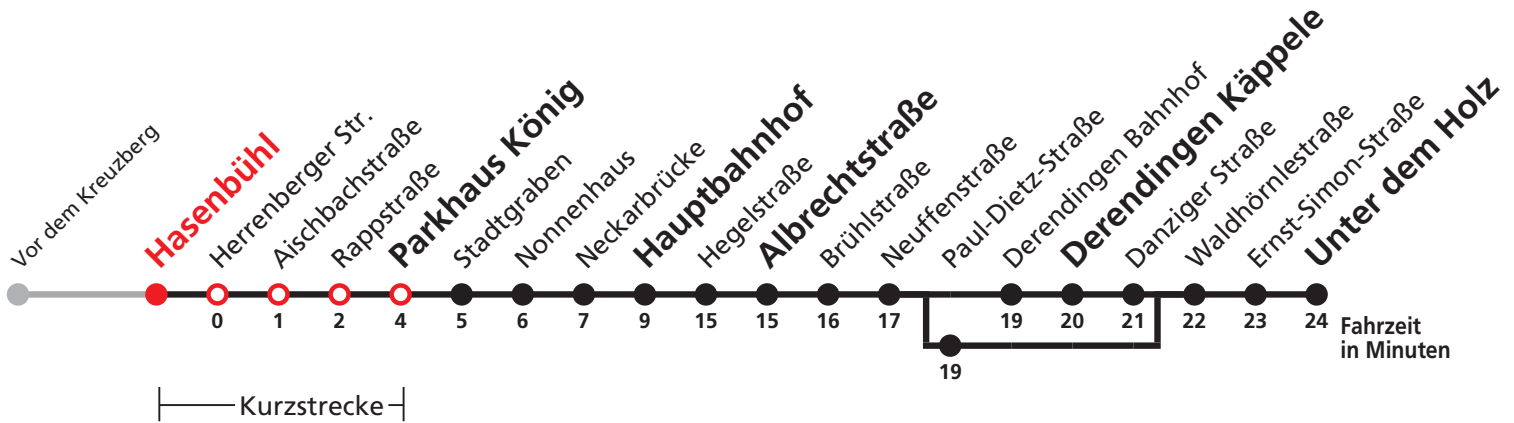 Vor dem Kreuzberg
Hasenbühl
Herrenberger Str.
Aischbachstraße
Rappstraße
Parkhaus König
Stadtgraben
Nonnenhaus
Neckarbrücke
Hauptbahnhof
Hegelstraße
Albrechtstraße
Brühlstraße
Neuffenstraße
Paul-Dietz-Straße
Derendingen Bahnhof
Derendingen Käppele
Danziger Straße
Waldhörnlestraße
Ernst-Simon-Straße
Unter dem Holz
0 1 2 4 5 6 7 9 15 15 16 17 19 20 21 22 23 24
Fahrzeit
in Minuten
19
Kurzstrecke